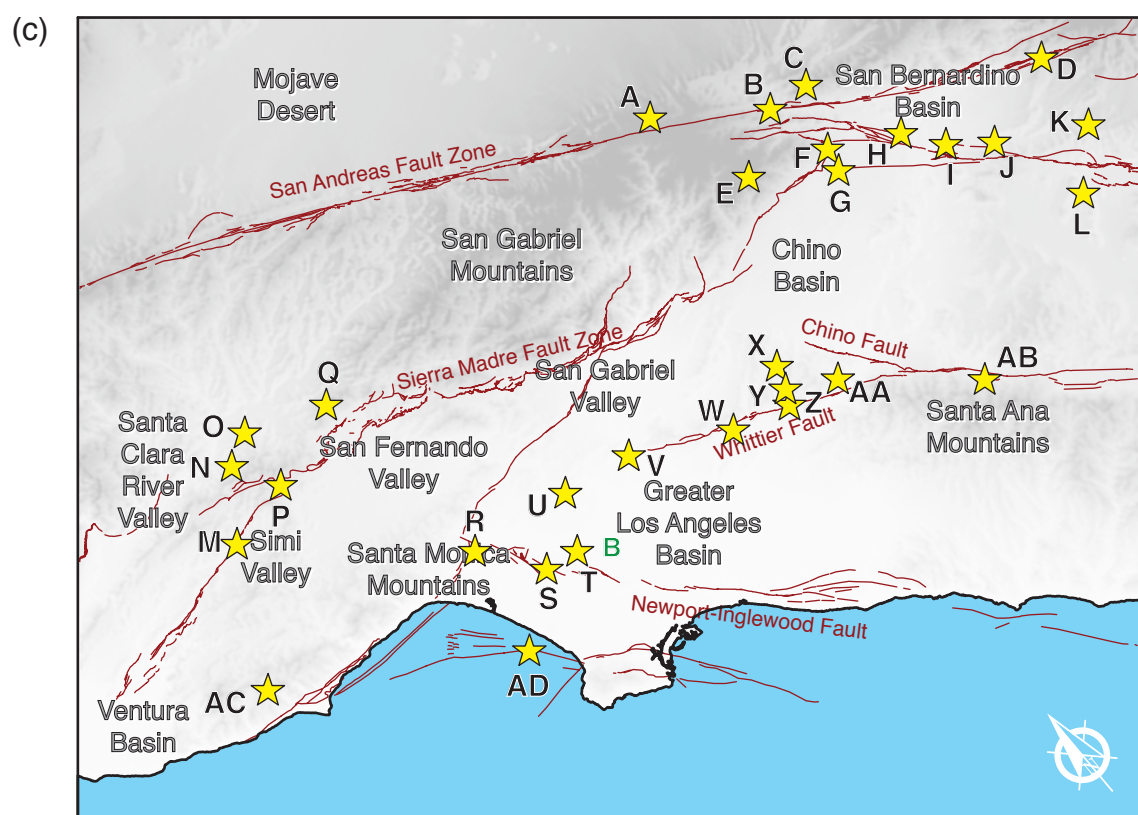 (c)
Mojave
Desert
C
San Bernardino
Basin
D
B
A
K
San Andreas Fault Zone
F
H
I
J
E
G
L
San Gabriel
Mountains
Chino
Basin
Chino Fault
Sierra Madre Fault Zone
X
AB
San Gabriel
Valley
Q
Y
Z
AA
Santa Ana
Mountains
Santa
Clara
River
Valley
O
W
Whittier Fault
San Fernando
Valley
N
V
P
U
Greater
Los Angeles
Basin
R
M
Simi
Valley
Santa Monica
Mountains
B
S
T
Newport-Inglewood Fault
AC
AD
Ventura
Basin